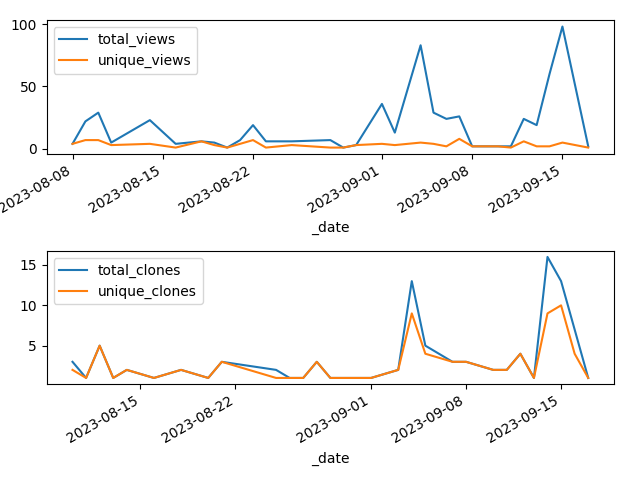 100
50
0
total_views
unique_views
2023-08-08
2023-08-15
2023-08-22
2023-09-01
2023-09-08
2023-09-15
_date
15
10
5
total_clones
unique_clones
2023-08-15
2023-08-22
2023-09-01
2023-09-08
2023-09-15
_date